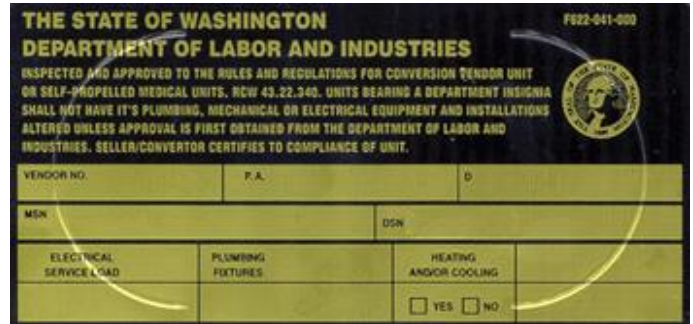 THE STATE OF WASHINGTON
F622-041-000
DEPARTMENT OF LABOR AND INDUSTRIES
INSPECTED AND APPROVED TO THE RULES AND REGULATIONS FOR CONVERSION VENDOR UNIT
OR SELF-PROPELLED MEDICAL UNITS, RCW 43.22.340. UNITS BEARING A DEPARTMENT INSIGNIA
SHALL NOT HAVE IT'S PLUMBING, MECHANICAL OR ELECTRICAL EQUIPMENT AND INSTALLATIONS
ALTERED UNLESS APPROVAL IS FIRST OBTAINED FROM THE DEPARTMENT OF LABOR AND
INDUSTRIES. SELLER/CONVERTOR CERTIFIES TO COMPLIANCE OF UNIT.
VENDOR NO. P.A. D
MSN DSN
ELECTRICAL PLUMBING HEATING
SERVICE LOAD FIXTURES AND/OR COOLING
YES NO